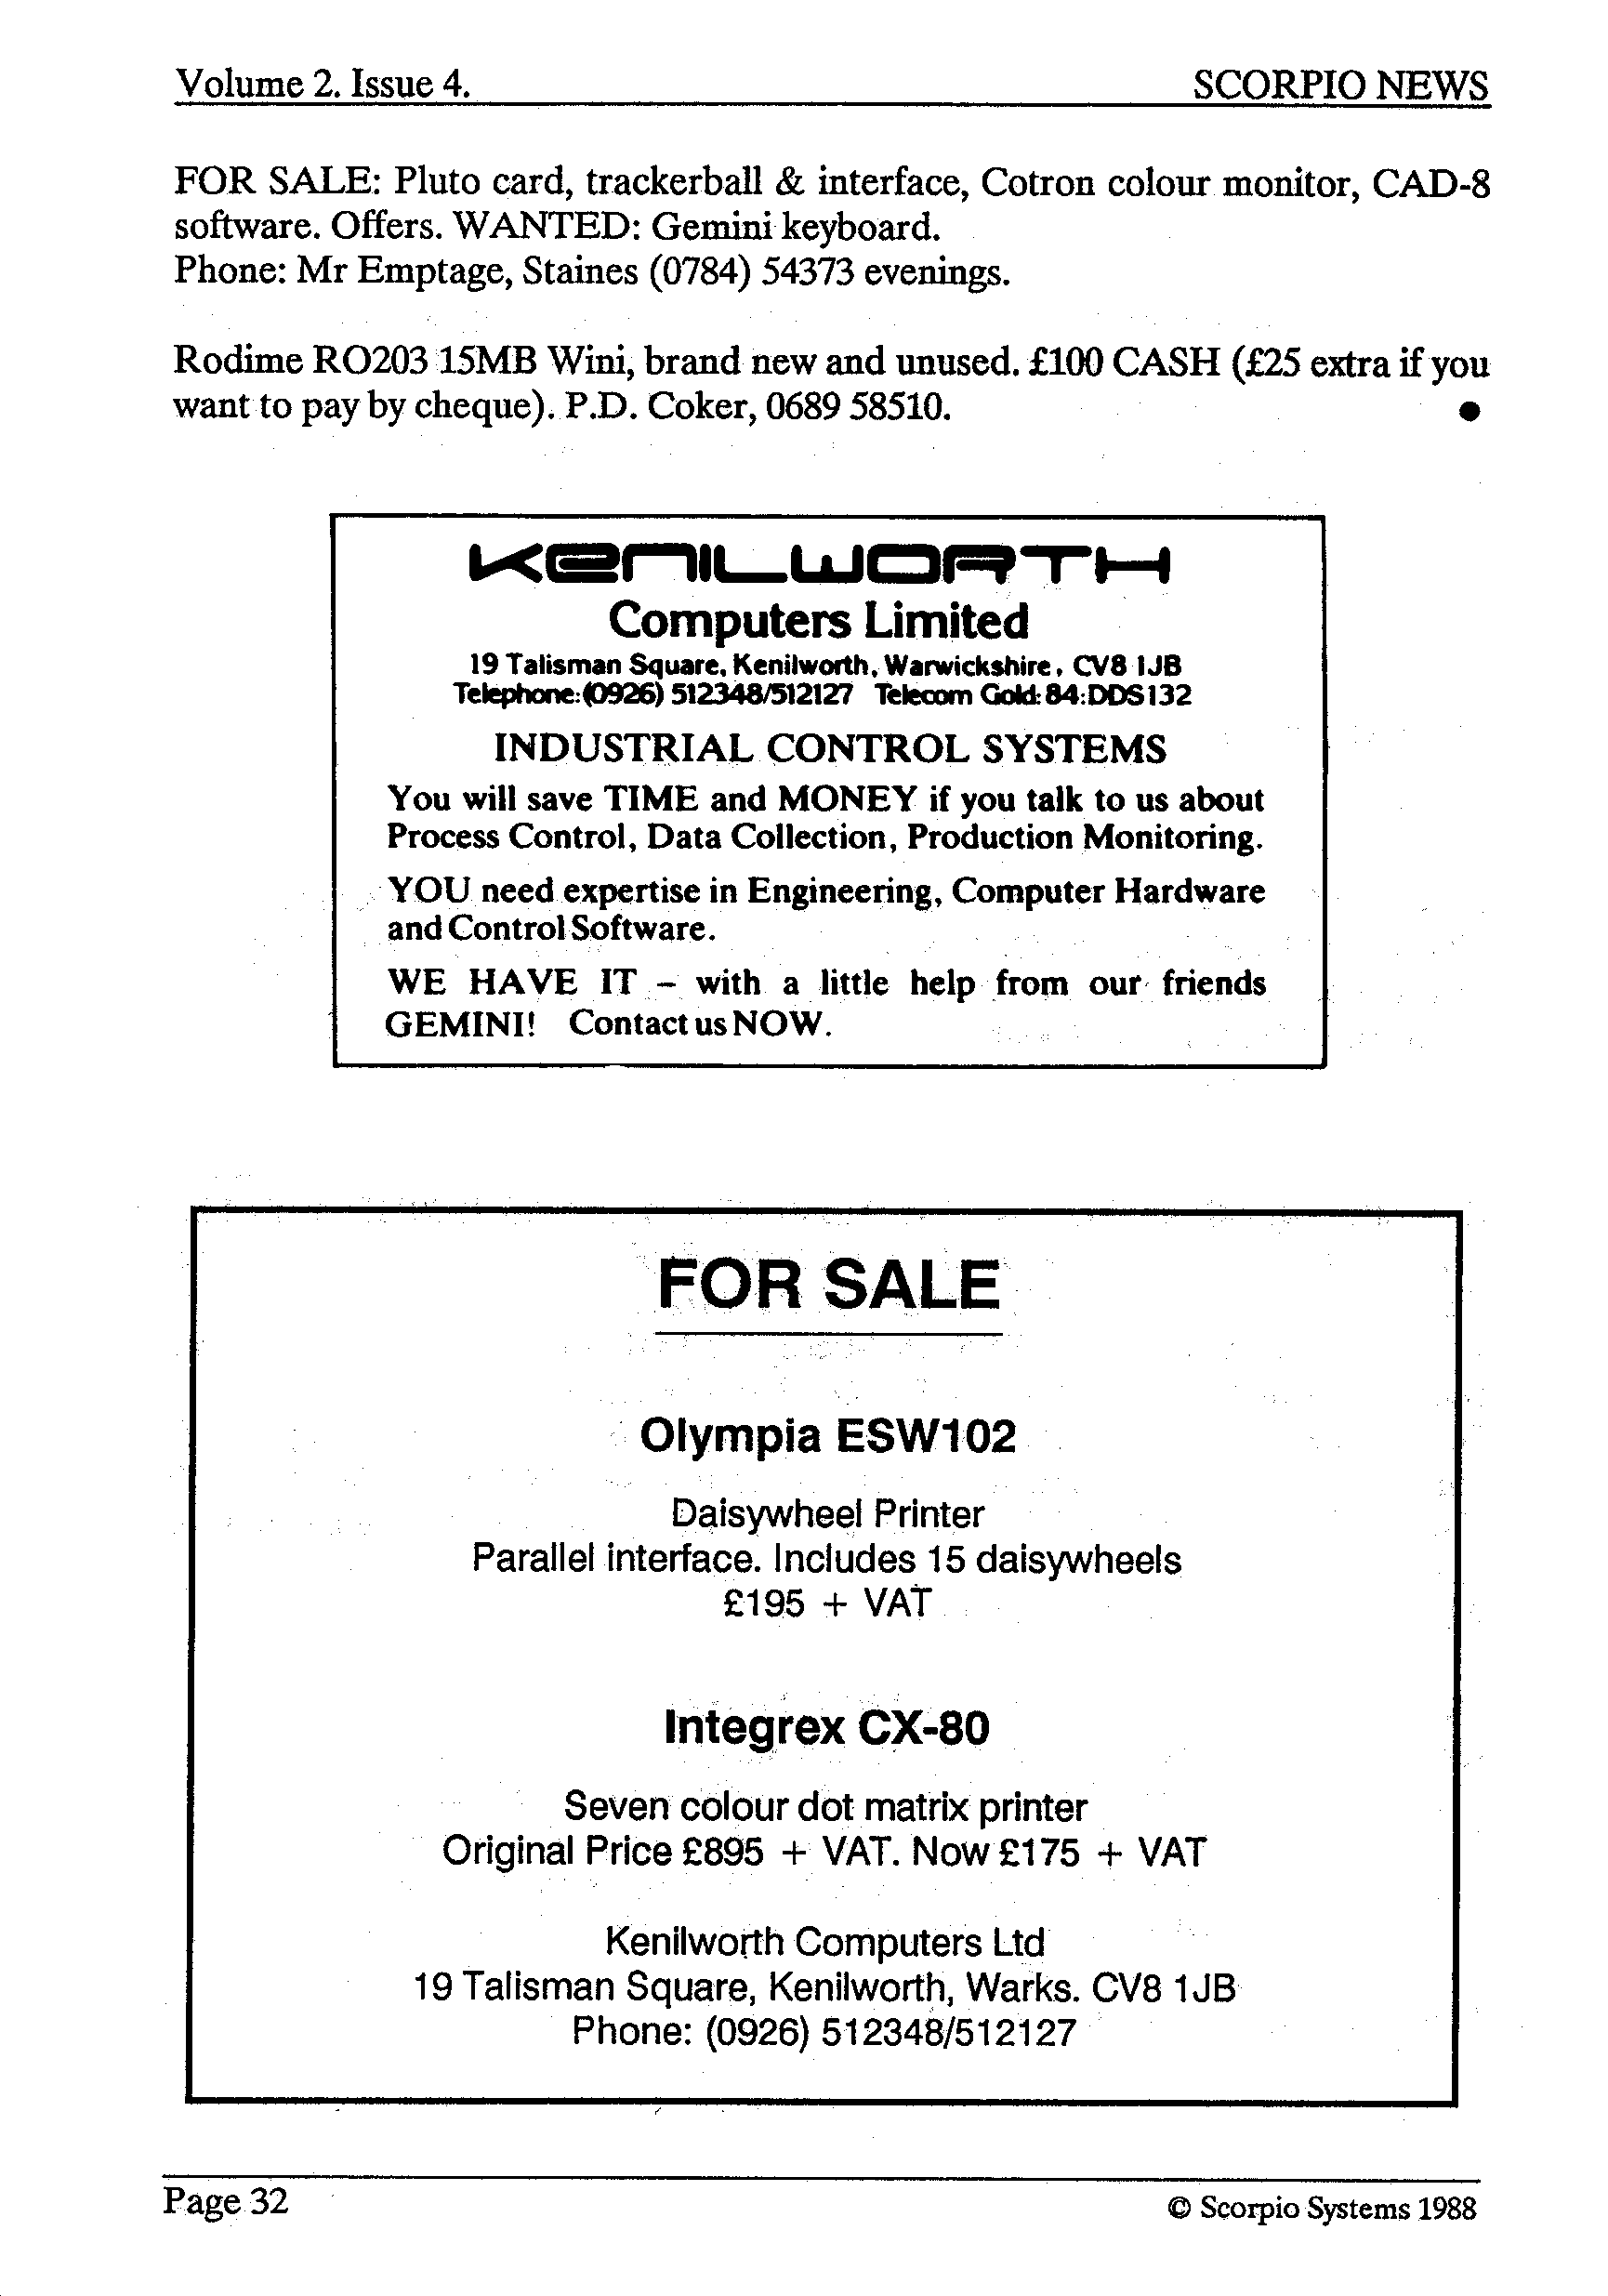 Volume 2. Issue 4. SCORPIO NEWS
FOR SALE: Pluto card, trackerball & interface, Cotron colour monitor, CAD-8
software. Offers. WANTED: Gemini keyboard.
Phone: Mr Emptage, Staines (0784) 54373 evenings.
Rodime RO203 15MB Wini, brand new and unused. £100 CASH (£25 extra if you
want to pay by cheque). P.D. Coker, 0689 58510. ●
KENILWORTH
Computers Limited
19 Talisman Square, Kenilworth, Warwickshire, CV8 1JB
Telephone: (0926) 512348/512127 Telecom Gold: 84:DDS132
INDUSTRIAL CONTROL SYSTEMS
You will save TIME and MONEY if you talk to us about
Process Control, Data Collection, Production Monitoring.
YOU need expertise in Engineering, Computer Hardware
and Control Software.
WE HAVE IT – with a little help from our friends
GEMINI! Contact us NOW.
FOR SALE
Olympia ESW102
Daisywheel Printer
Parallel interface. Includes 15 daisywheels
£195 + VAT
Integrex CX-80
Seven colour dot matrix printer
Original Price £895 + VAT. Now £175 + VAT
Kenilworth Computers Ltd
19 Talisman Square, Kenilworth, Warks. CV8 1JB
Phone: (0926) 512348/512127
Page 32 © Scorpio Systems 1988